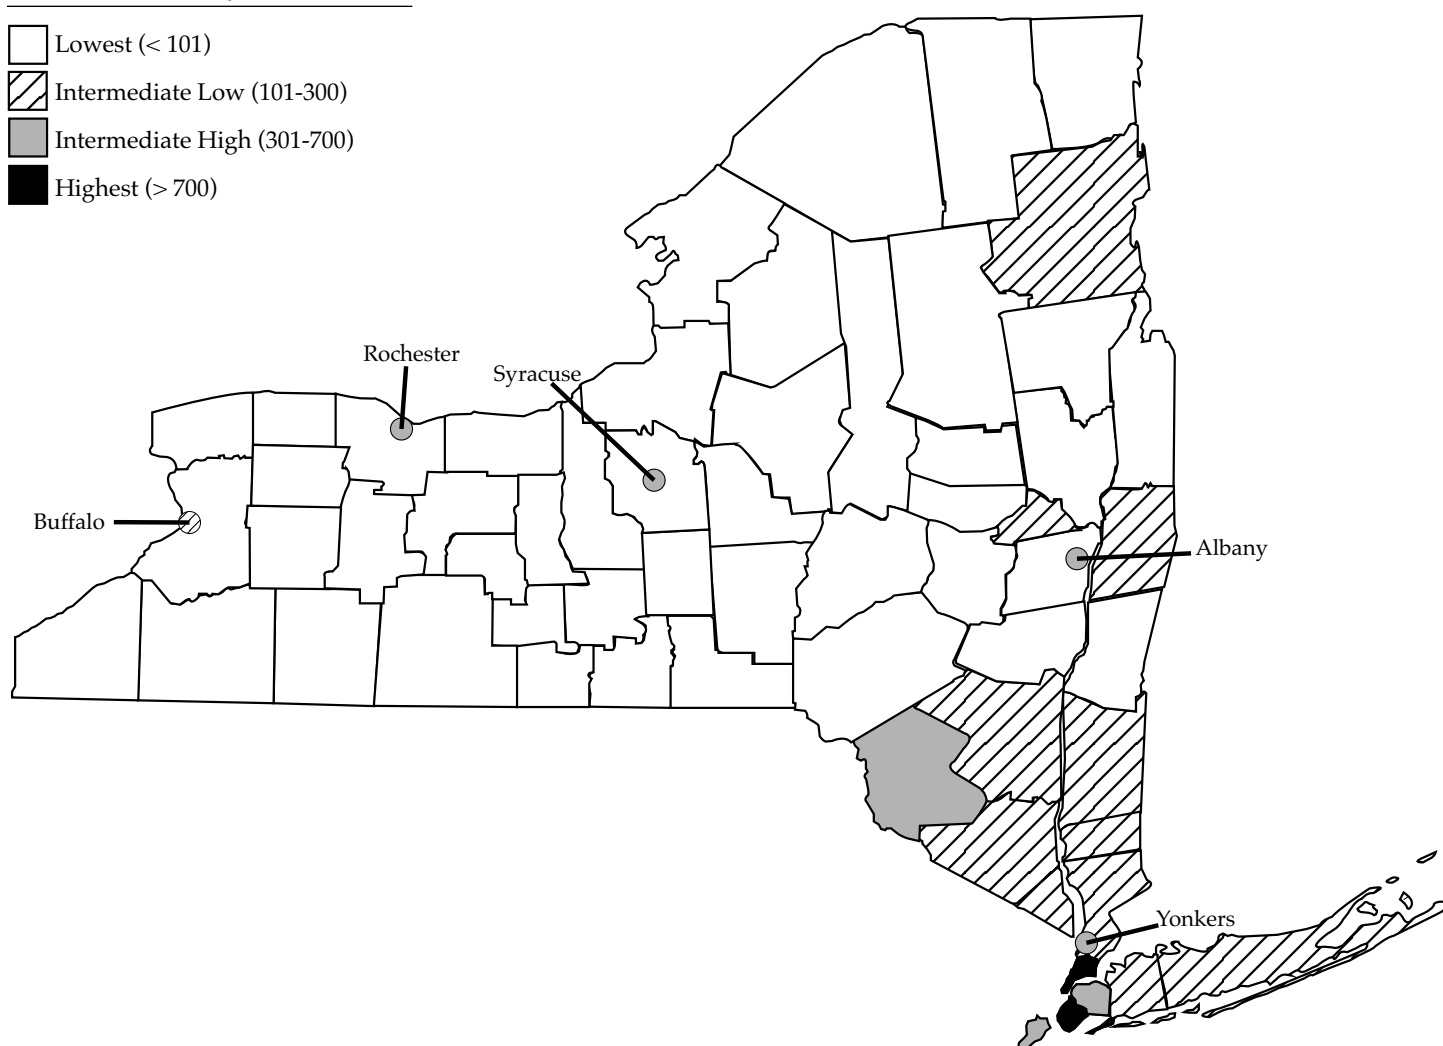 Lowest (< 101)
Intermediate Low (101-300)
Intermediate High (301-700)
Highest (> 700)
Rochester
Syracuse
Buffalo
Albany
Yonkers